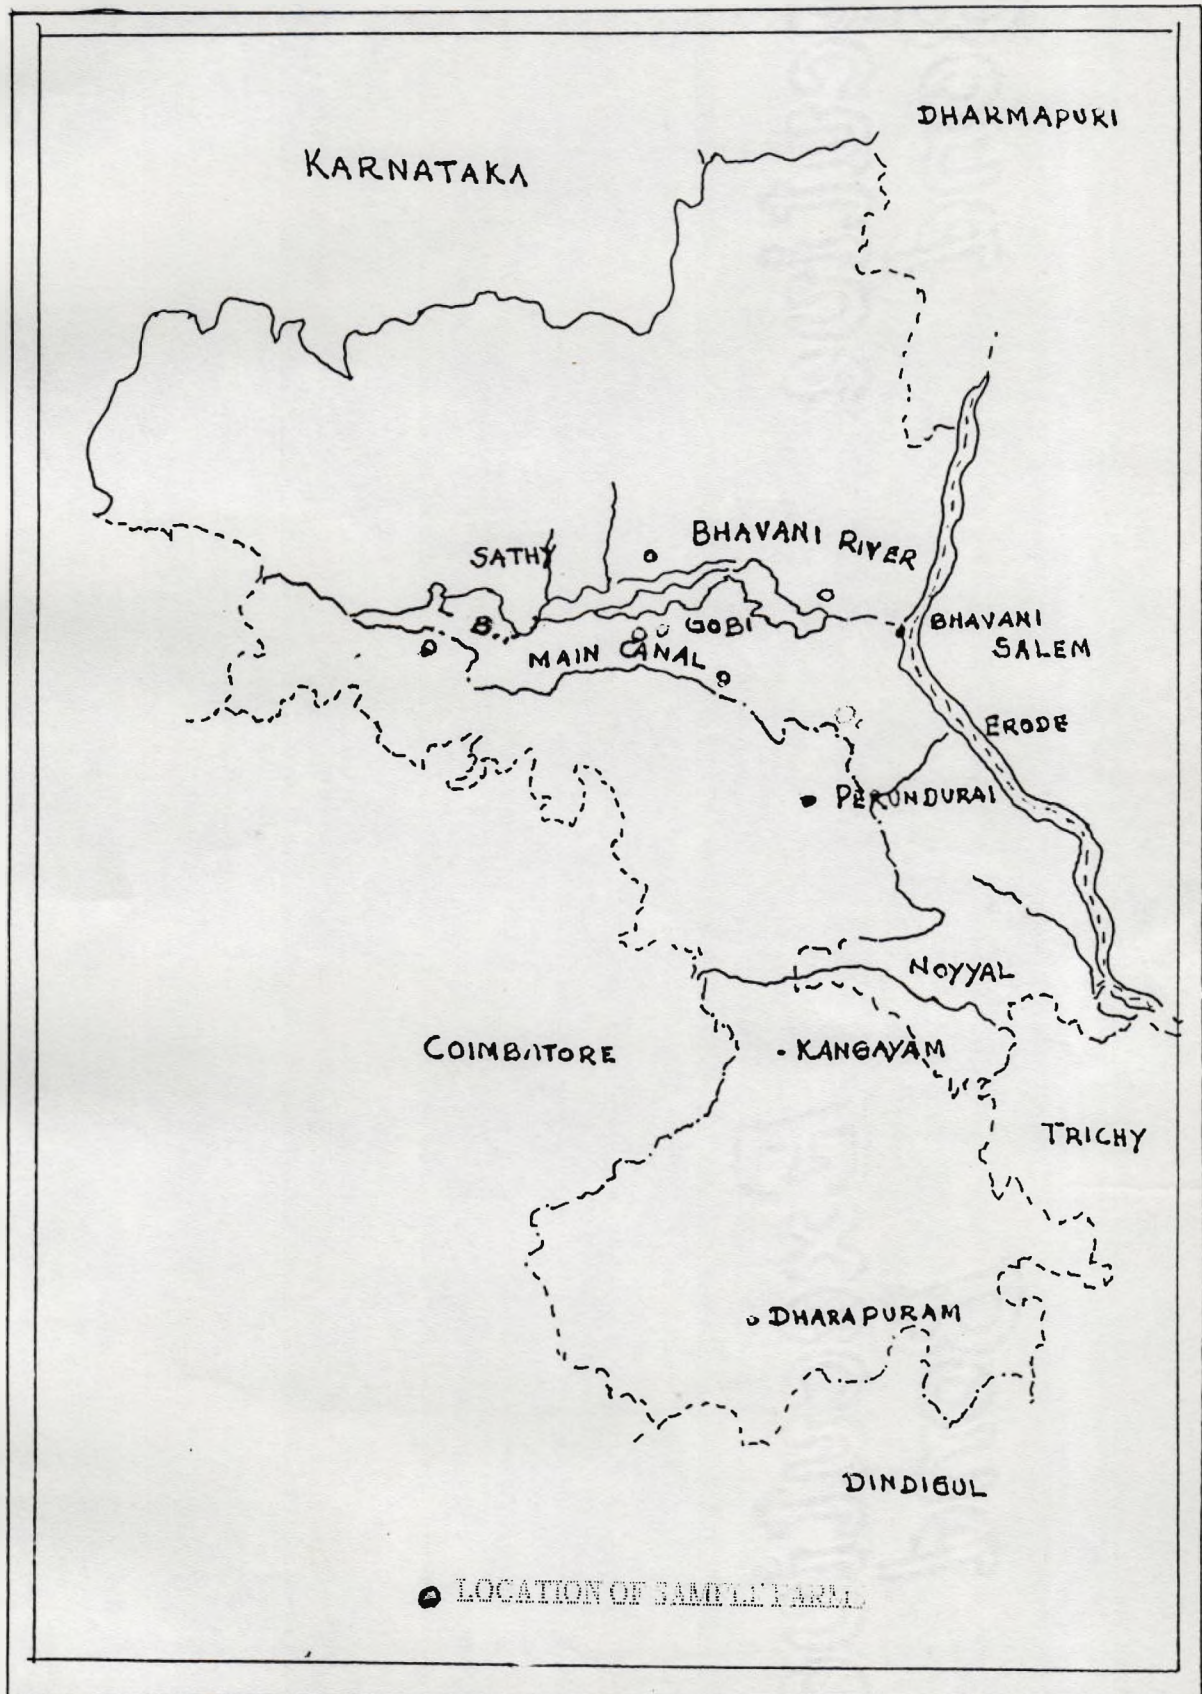 DHARMAPURI
KARNATAKA
BHAVANI RIVER
SATHY
B..
GOBI
BHAVANI
SALEM
MAIN CANAL
ERODE
PERUNDURAI
NOYYAL
COIMBATORE
KANGAYAM
TRICHY
DHARAPURAM
DINDIGUL
LOCATION OF SAMPLE FARM